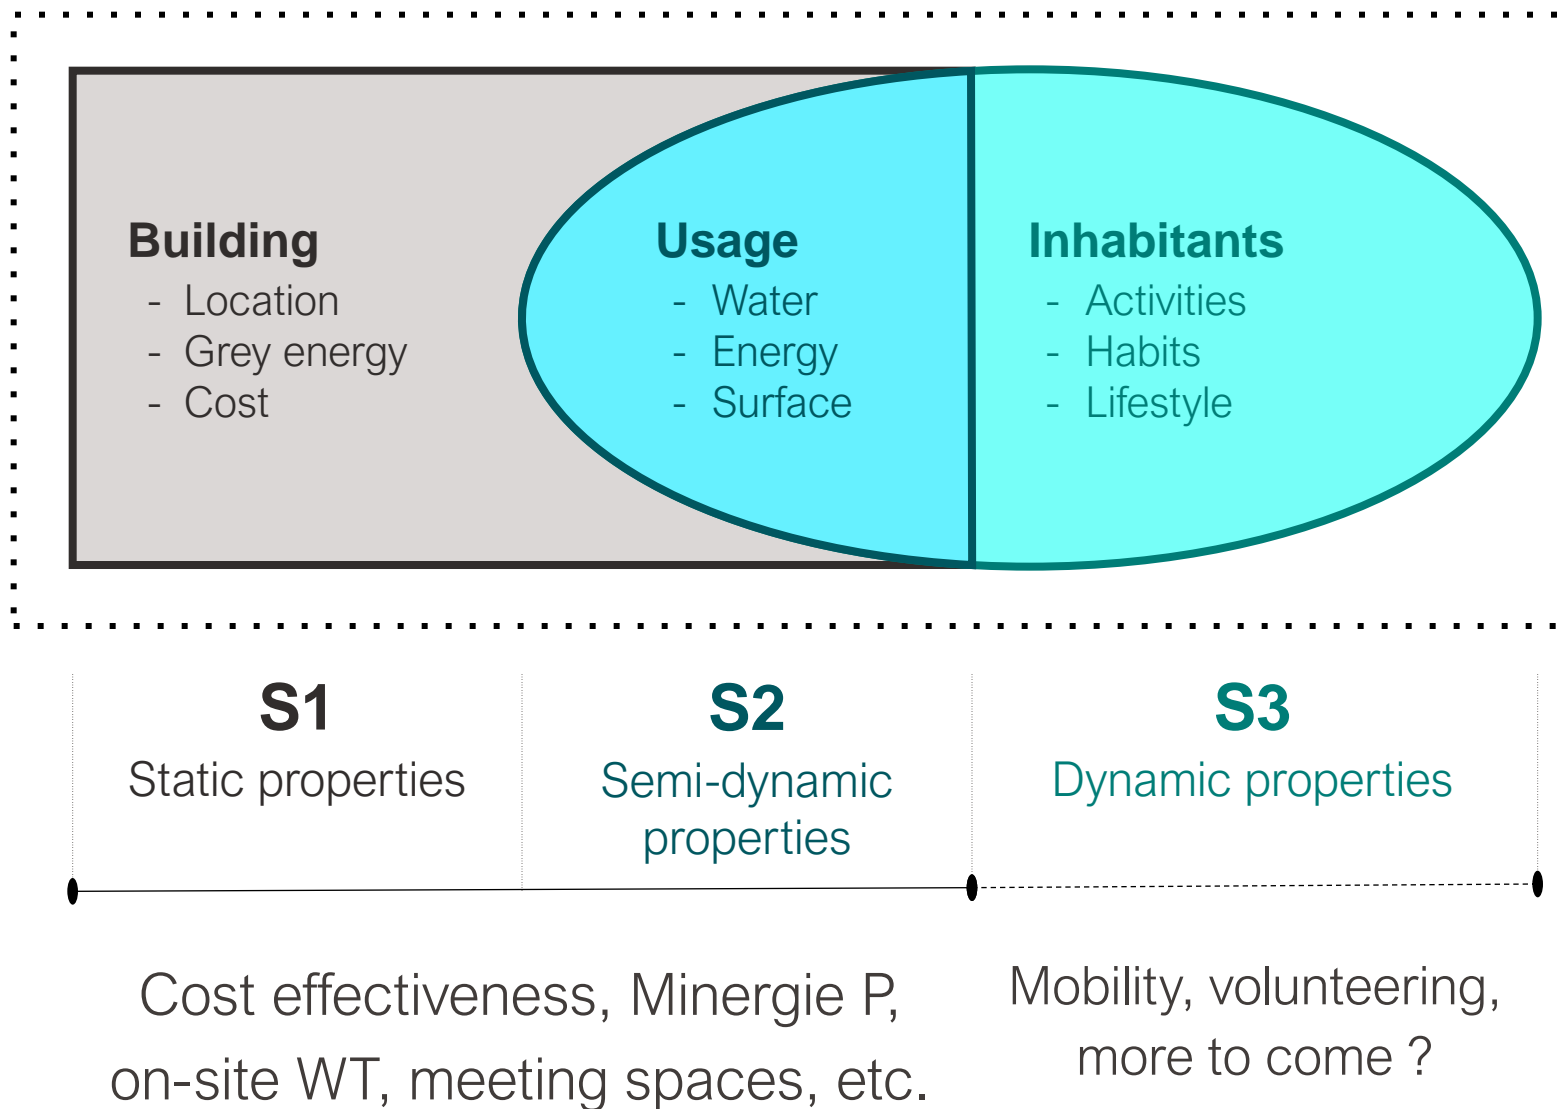 Building
- Location
- Grey energy
- Cost
Usage
- Water
- Energy
- Surface
Inhabitants
- Activities
- Habits
- Lifestyle
S1
Static properties
S2
Semi-dynamic
properties
S3
Dynamic properties
Cost effectiveness, Minergie P,
on-site WT, meeting spaces, etc.
Mobility, volunteering,
more to come ?